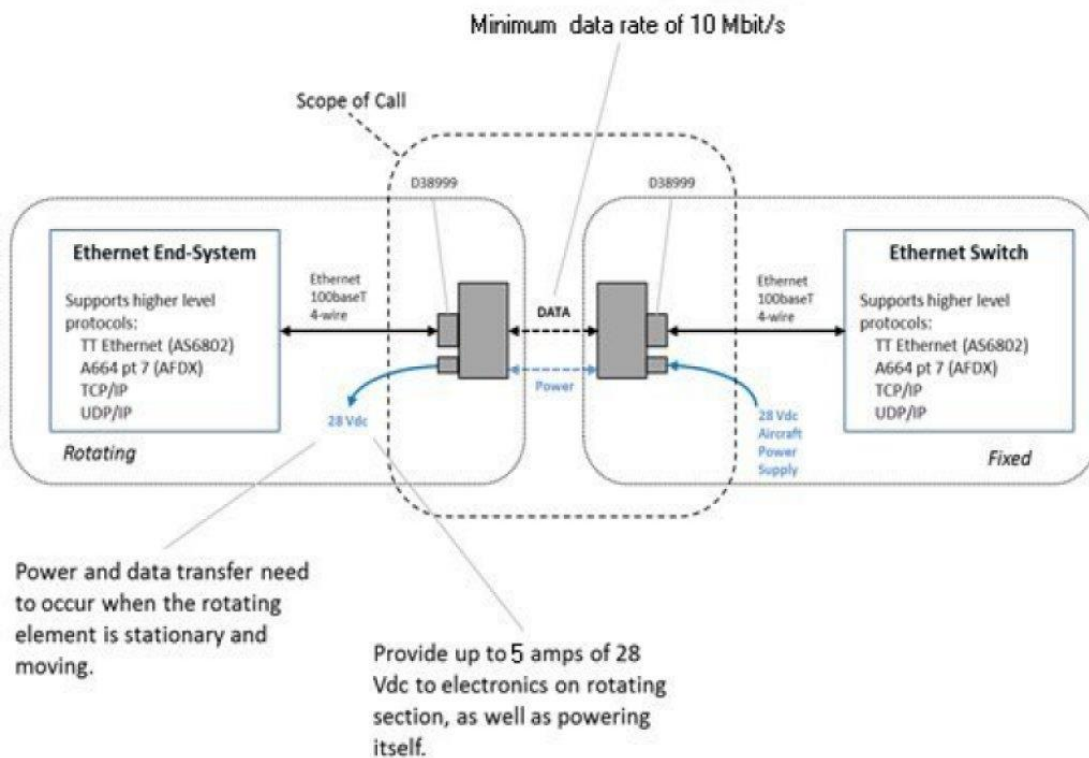 Minimum data rate of 10 Mbit/s
Scope of Call
D38999
D38999
Ethernet End-System
Supports higher level
protocols:
TT Ethernet (AS6802)
A664 pt 7 (AFDX)
TCP/IP
UDP/IP
Rotating
Ethernet
100baseT
4-wire
28 Vdc
DATA
Power
Ethernet
100baseT
4-wire
28 Vdc
Aircraft
Power
Supply
Ethernet Switch
Supports higher level
protocols:
TT Ethernet (AS6802)
A664 pt 7 (AFDX)
TCP/IP
UDP/IP
Fixed
Power and data transfer need
to occur when the rotating
element is stationary and
moving.
Provide up to 5 amps of 28
Vdc to electronics on rotating
section, as well as powering
itself.